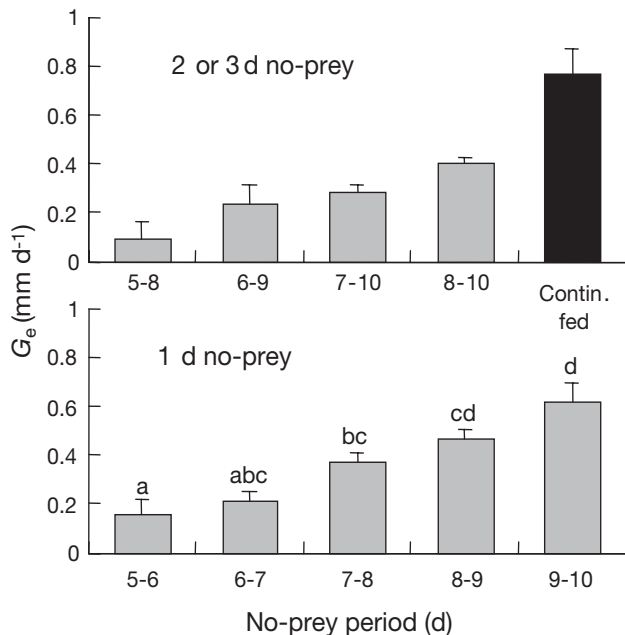 1
2 or 3 d no-prey
0.8
0.6
0.4
0.2
0
5-8 6-9 7-10 8-10 Contin. fed
Gₑ (mm d⁻¹)
1
1 d no-prey
0.8
d
0.6
cd
bc
0.4
abc
a
0.2
0
5-6 6-7 7-8 8-9 9-10
No-prey period (d)